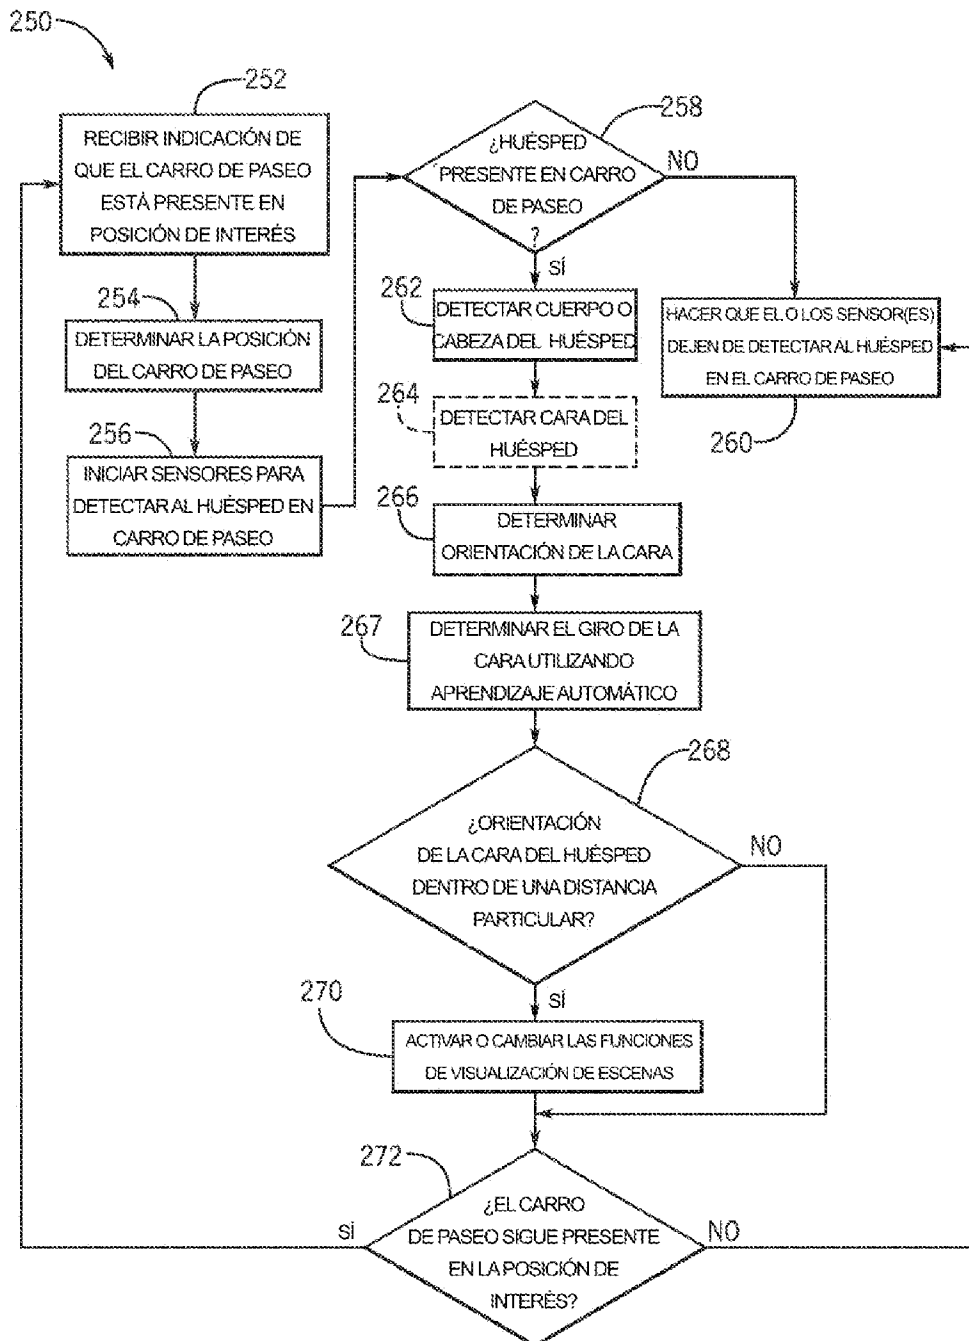 250
252
RECIBIR INDICACIÓN DE
QUE EL CARRO DE PASEO
ESTÁ PRESENTE EN
POSICIÓN DE INTERÉS
254
DETERMINAR LA POSICIÓN
DEL CARRO DE PASEO
256
INICIAR SENSORES PARA
DETECTAR AL HUÉSPED EN
CARRO DE PASEO
258
¿HUÉSPED
PRESENTE EN CARRO
DE PASEO
?
NO
SÍ
262
DETECTAR CUERPO O
CABEZA DEL HUÉSPED
HACER QUE EL O LOS SENSOR(ES)
DEJEN DE DETECTAR AL HUÉSPED
EN EL CARRO DE PASEO
260
264
DETECTAR CARA DEL
HUÉSPED
266
DETERMINAR
ORIENTACIÓN DE LA CARA
267
DETERMINAR EL GIRO DE LA
CARA UTILIZANDO
APRENDIZAJE AUTOMÁTICO
268
¿ORIENTACIÓN
DE LA CARA DEL HUÉSPED
DENTRO DE UNA DISTANCIA
PARTICULAR?
NO
SÍ
270
ACTIVAR O CAMBIAR LAS FUNCIONES
DE VISUALIZACIÓN DE ESCENAS
272
¿EL CARRO
DE PASEO SIGUE PRESENTE
EN LA POSICIÓN DE
INTERÉS?
SÍ
NO